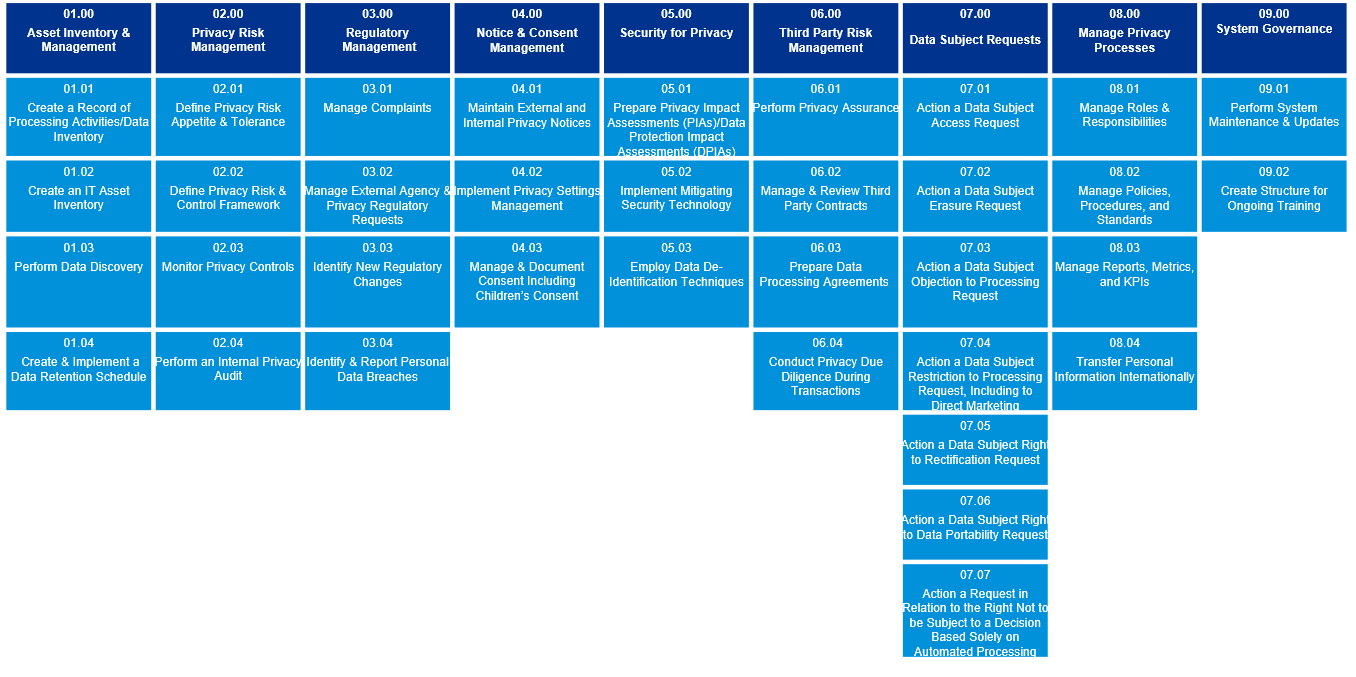 01.00
Asset Inventory &
Management
02.00
Privacy Risk
Management
03.00
Regulatory
Management
04.00
Notice & Consent
Management
05.00
Security for Privacy
06.00
Third Party Risk
Management
07.00
Data Subject Requests
08.00
Manage Privacy
Processes
09.00
System Governance
01.01
Create a Record of
Processing Activities/Data
Inventory
02.01
Define Privacy Risk
Appetite & Tolerance
03.01
Manage Complaints
04.01
Maintain External and
Internal Privacy Notices
05.01
Prepare Privacy Impact
Assessments (PIAs)/Data
Protection Impact
Assessments (DPIAs)
06.01
Perform Privacy Assurance
07.01
Action a Data Subject
Access Request
08.01
Manage Roles &
Responsibilities
09.01
Perform System
Maintenance & Updates
01.02
Create an IT Asset
Inventory
02.02
Define Privacy Risk &
Control Framework
03.02
Manage External Agency &
Privacy Regulatory
Requests
04.02
Implement Privacy Settings
Management
05.02
Implement Mitigating
Security Technology
06.02
Manage & Review Third
Party Contracts
07.02
Action a Data Subject
Erasure Request
08.02
Manage Policies,
Procedures, and
Standards
09.02
Create Structure for
Ongoing Training
01.03
Perform Data Discovery
02.03
Monitor Privacy Controls
03.03
Identify New Regulatory
Changes
04.03
Manage & Document
Consent Including
Children's Consent
05.03
Employ Data De-
Identification Techniques
06.03
Prepare Data
Processing Agreements
07.03
Action a Data Subject
Objection to Processing
Request
08.03
Manage Reports, Metrics,
and KPIs
01.04
Create & Implement a
Data Retention Schedule
02.04
Perform an Internal Privacy
Audit
03.04
Identify & Report Personal
Data Breaches
06.04
Conduct Privacy Due
Diligence During
Transactions
07.04
Action a Data Subject
Restriction to Processing
Request, Including to
Direct Marketing
08.04
Transfer Personal
Information Internationally
07.05
Action a Data Subject Right
to Rectification Request
07.06
Action a Data Subject Right
to Data Portability Request
07.07
Action a Request in
Relation to the Right Not to
be Subject to a Decision
Based Solely on
Automated Processing